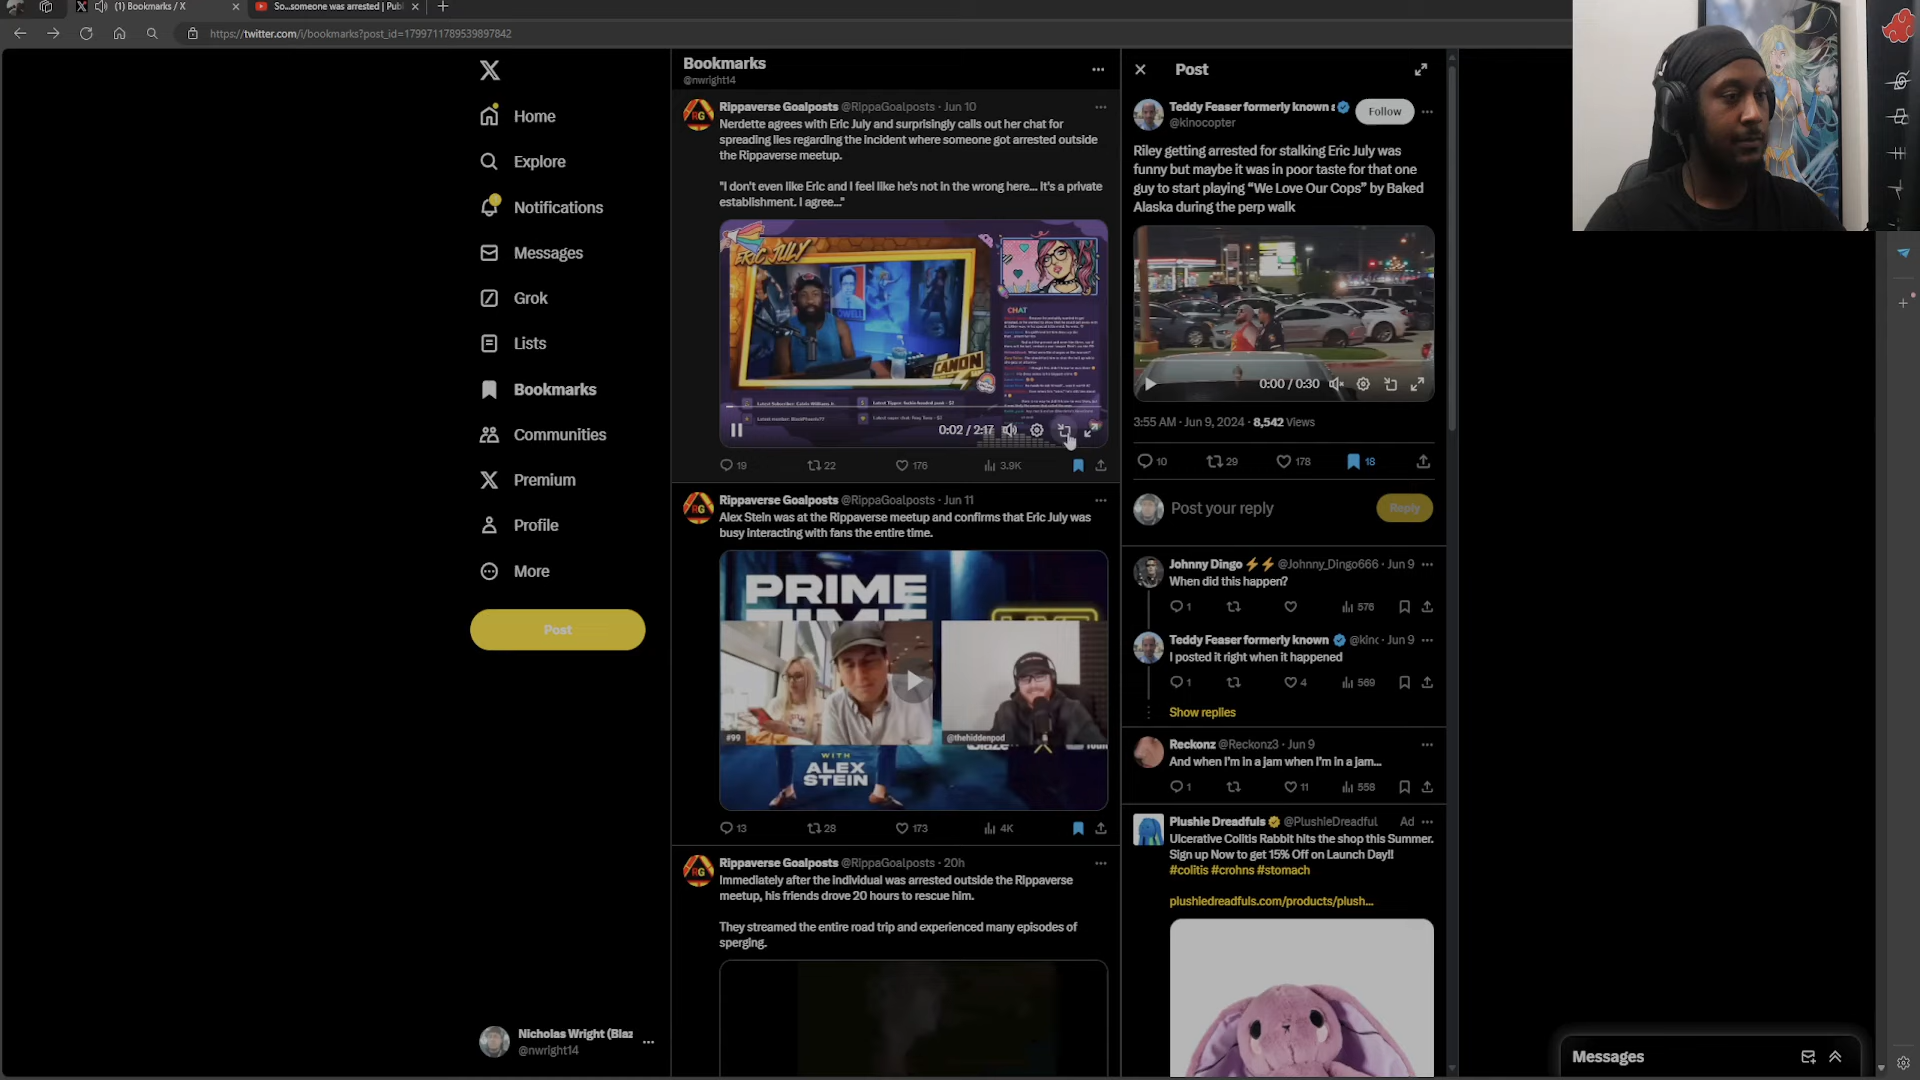 (1) Bookmarks / X
So...someone was arrested | Pub
https://twitter.com/i/bookmarks?post_id=1799711789539897842
Home
Explore
Notifications
Messages
Grok
Lists
Bookmarks
Communities
Premium
Profile
More
Post
Nicholas Wright (Blaz
@nwright14
Bookmarks
@nwright14
Rippaverse Goalposts @RippaGoalposts · Jun 10
Nerdette agrees with Eric July and surprisingly calls out her chat for
spreading lies regarding the incident where someone got arrested outside
the Rippaverse meetup.
"I don't even like Eric and I feel like he's not in the wrong here... It's a private
establishment. I agree..."
ERIC JULY
CHAT
CANON
0:02 / 2:17
19 22 176 3.9K
Rippaverse Goalposts @RippaGoalposts · Jun 11
Alex Stein was at the Rippaverse meetup and confirms that Eric July was
busy interacting with fans the entire time.
PRIME
TIME
#99
@thehiddenpod
WITH
ALEX
STEIN
13 28 173 4K
Rippaverse Goalposts @RippaGoalposts · 20h
Immediately after the individual was arrested outside the Rippaverse
meetup, his friends drove 20 hours to rescue him.
They streamed the entire road trip and experienced many episodes of
sperging.
Post
Teddy Feaser formerly known a
Follow
@kinocopter
Riley getting arrested for stalking Eric July was
funny but maybe it was in poor taste for that one
guy to start playing “We Love Our Cops” by Baked
Alaska during the perp walk
0:00 / 0:30
3:55 AM · Jun 9, 2024 · 8,542 Views
10 29 178 18
Post your reply
Reply
Johnny Dingo @Johnny_Dingo666 · Jun 9
When did this happen?
1 576
Teddy Feaser formerly known @kinc · Jun 9
I posted it right when it happened
1 4 569
Show replies
Reckonz @Reckonz3 · Jun 9
And when I'm in a jam when I'm in a jam...
1 11 558
Plushie Dreadfuls @PlushieDreadful Ad
Ulcerative Colitis Rabbit hits the shop this Summer.
Sign up Now to get 15% Off on Launch Day!!
#colitis #crohns #stomach
plushiedreadfuls.com/products/plush...
Messages